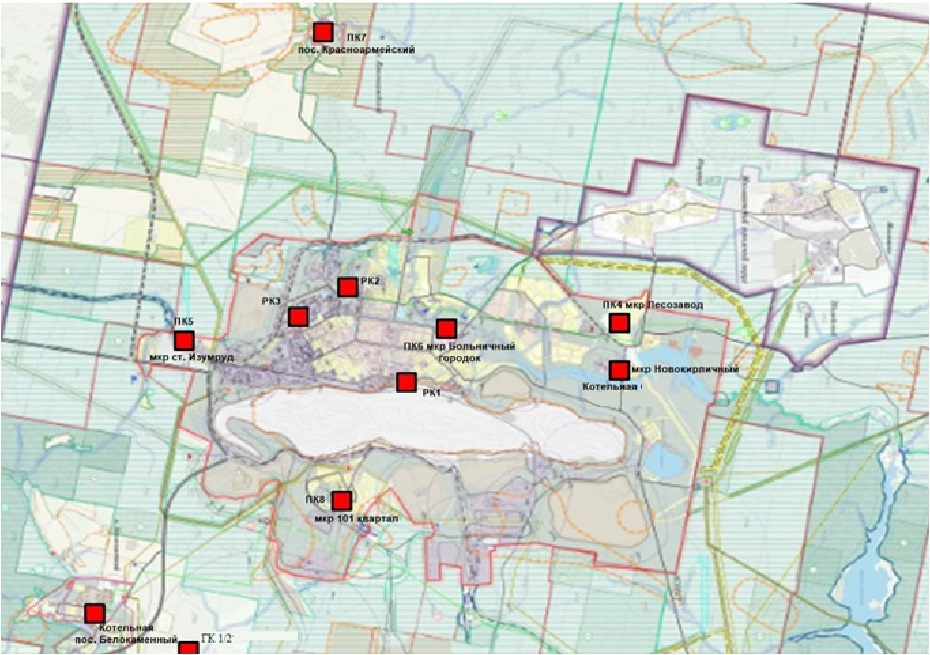 ПК7
пос. Красноармейский
РК2
РК3
ПК4 мкр Лесозавод
ПК5
мкр ст. Изумруд
ПК6 мкр Больничный
городок
мкр Новокирпичный
Котельная
РК1
ПК8
мкр 101 квартал
Котельная
пос. Белокаменный
ГК 1/2